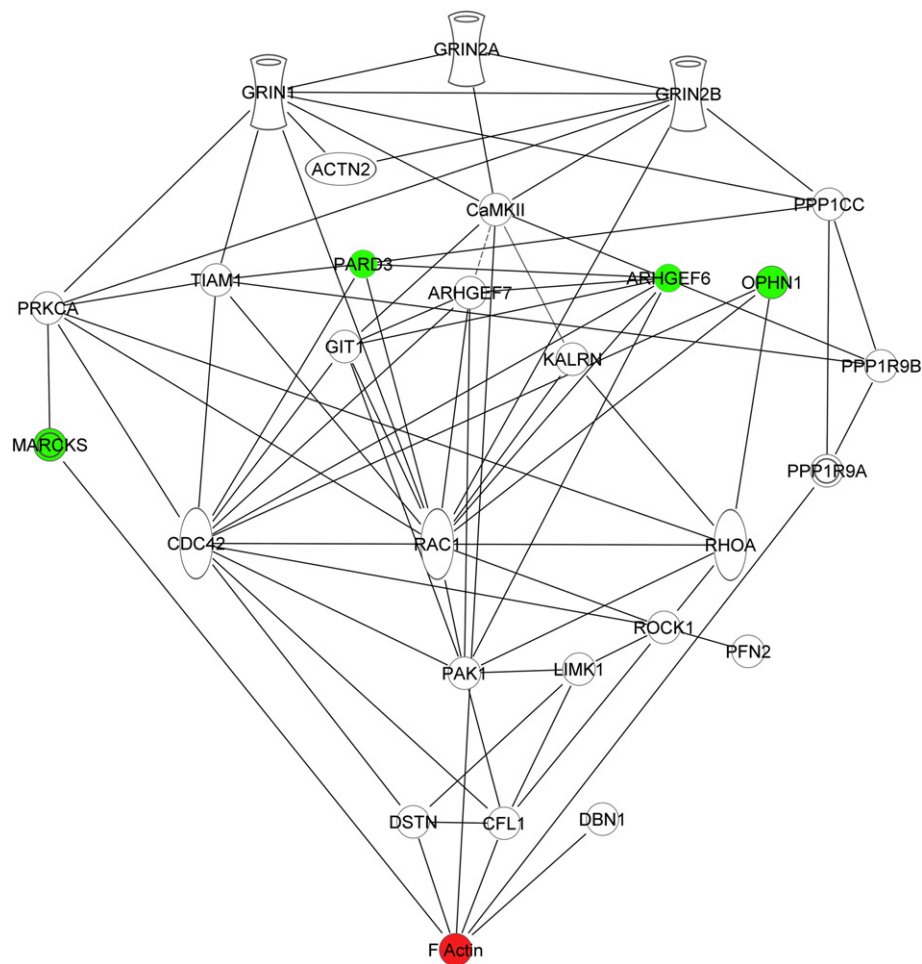 GRIN2A
GRIN1
GRIN2B
ACTN2
CaMKII
PPP1CC
PARD3
TIAM1
ARHGEF6
OPHN1
ARHGEF7
PRKCA
GIT1
KALRN
PPP1R9B
MARCKS
PPP1R9A
CDC42
RAC1
RHOA
ROCK1
PFN2
PAK1
LIMK1
DSTN
CFL1
DBN1
F Actin